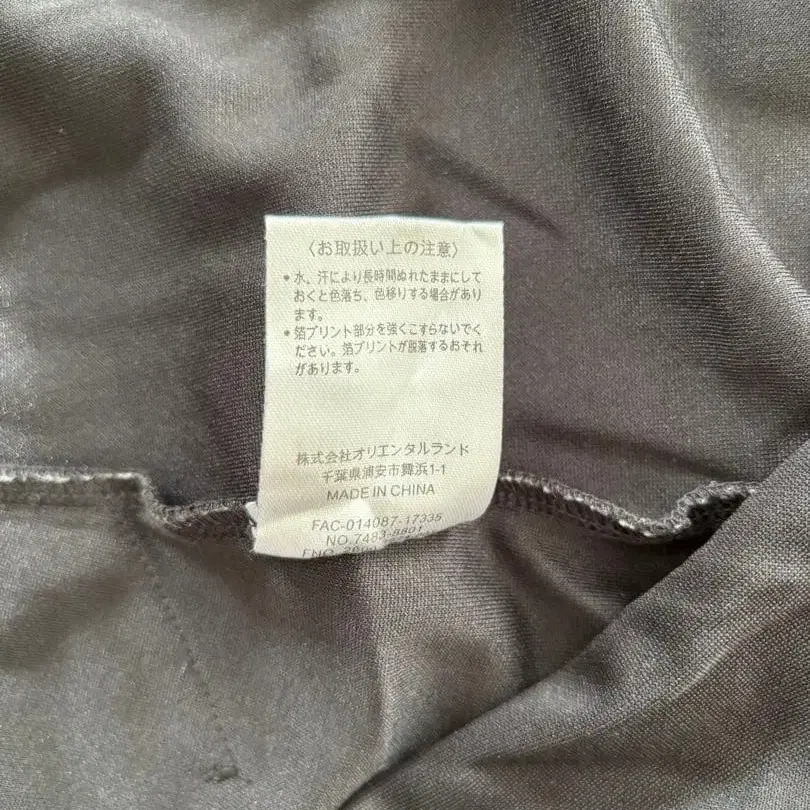 〈お取扱い上の注意〉
●水、汗により長時間ぬれたままにして
おくと色落ち、色移りする場合があり
ます。
●箔プリント部分を強くこすらないでく
ださい。箔プリントが脱落するおそれ
があります。
株式会社オリエンタルランド
千葉県浦安市舞浜1-1
MADE IN CHINA
FAC-014087-17335
NO.7483-8801
FNO.